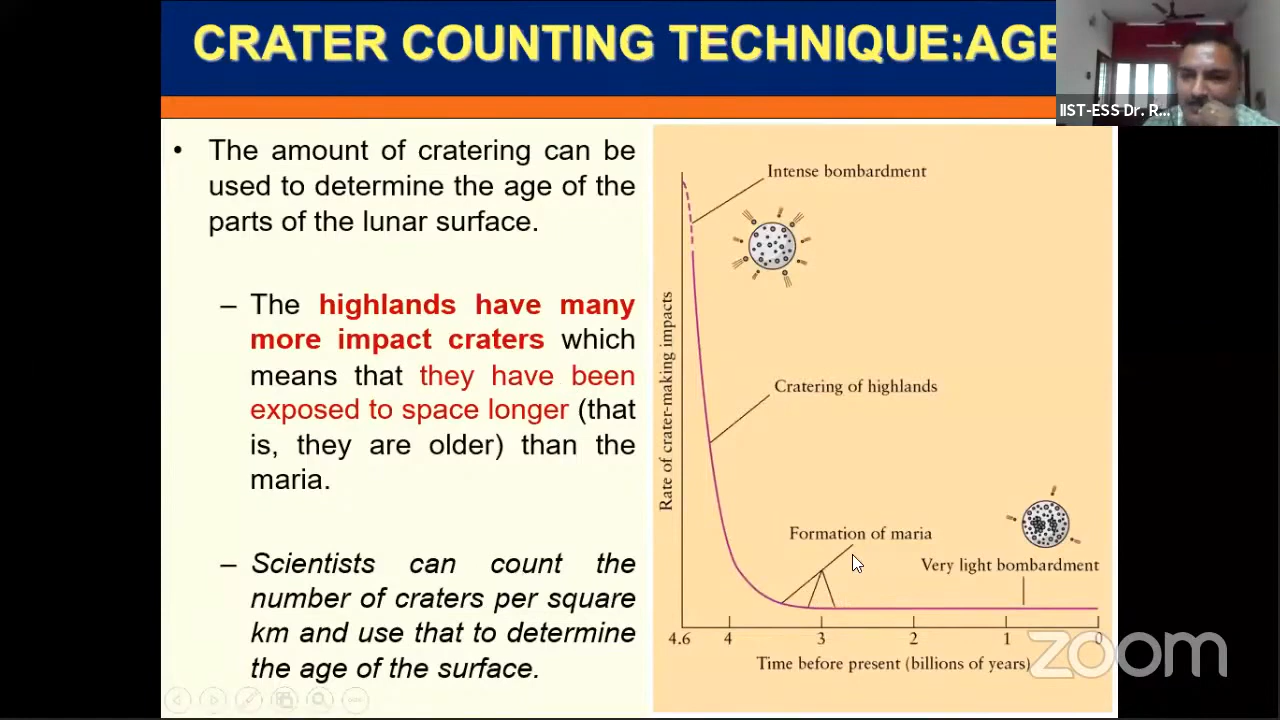 CRATER COUNTING TECHNIQUE:AGE
IIST-ESS Dr. R...
• The amount of cratering can be
used to determine the age of the
parts of the lunar surface.
– The highlands have many
more impact craters which
means that they have been
exposed to space longer (that
is, they are older) than the
maria.
– Scientists can count the
number of craters per square
km and use that to determine
the age of the surface.
Intense bombardment
Rate of crater-making impacts
Cratering of highlands
Formation of maria
Very light bombardment
4.6 4 3 2 1 0
Time before present (billions of years)
zoom